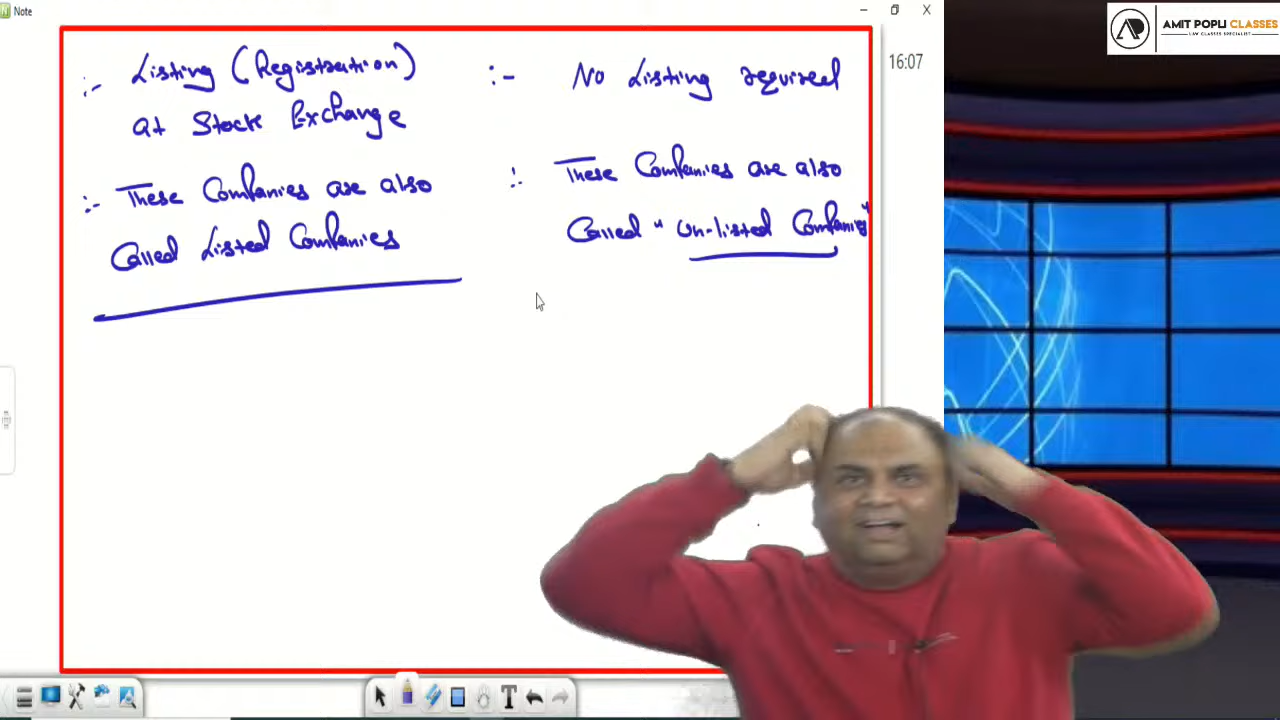 Note
AMIT POPLI CLASSES
LAW CLASSES SPECIALIST
16:07
:- Listing (Registration)
at Stock Exchange
:- These Companies are also
Called Listed Companies
:- No Listing required
:- These Companies are also
Called "Un-listed Companies"